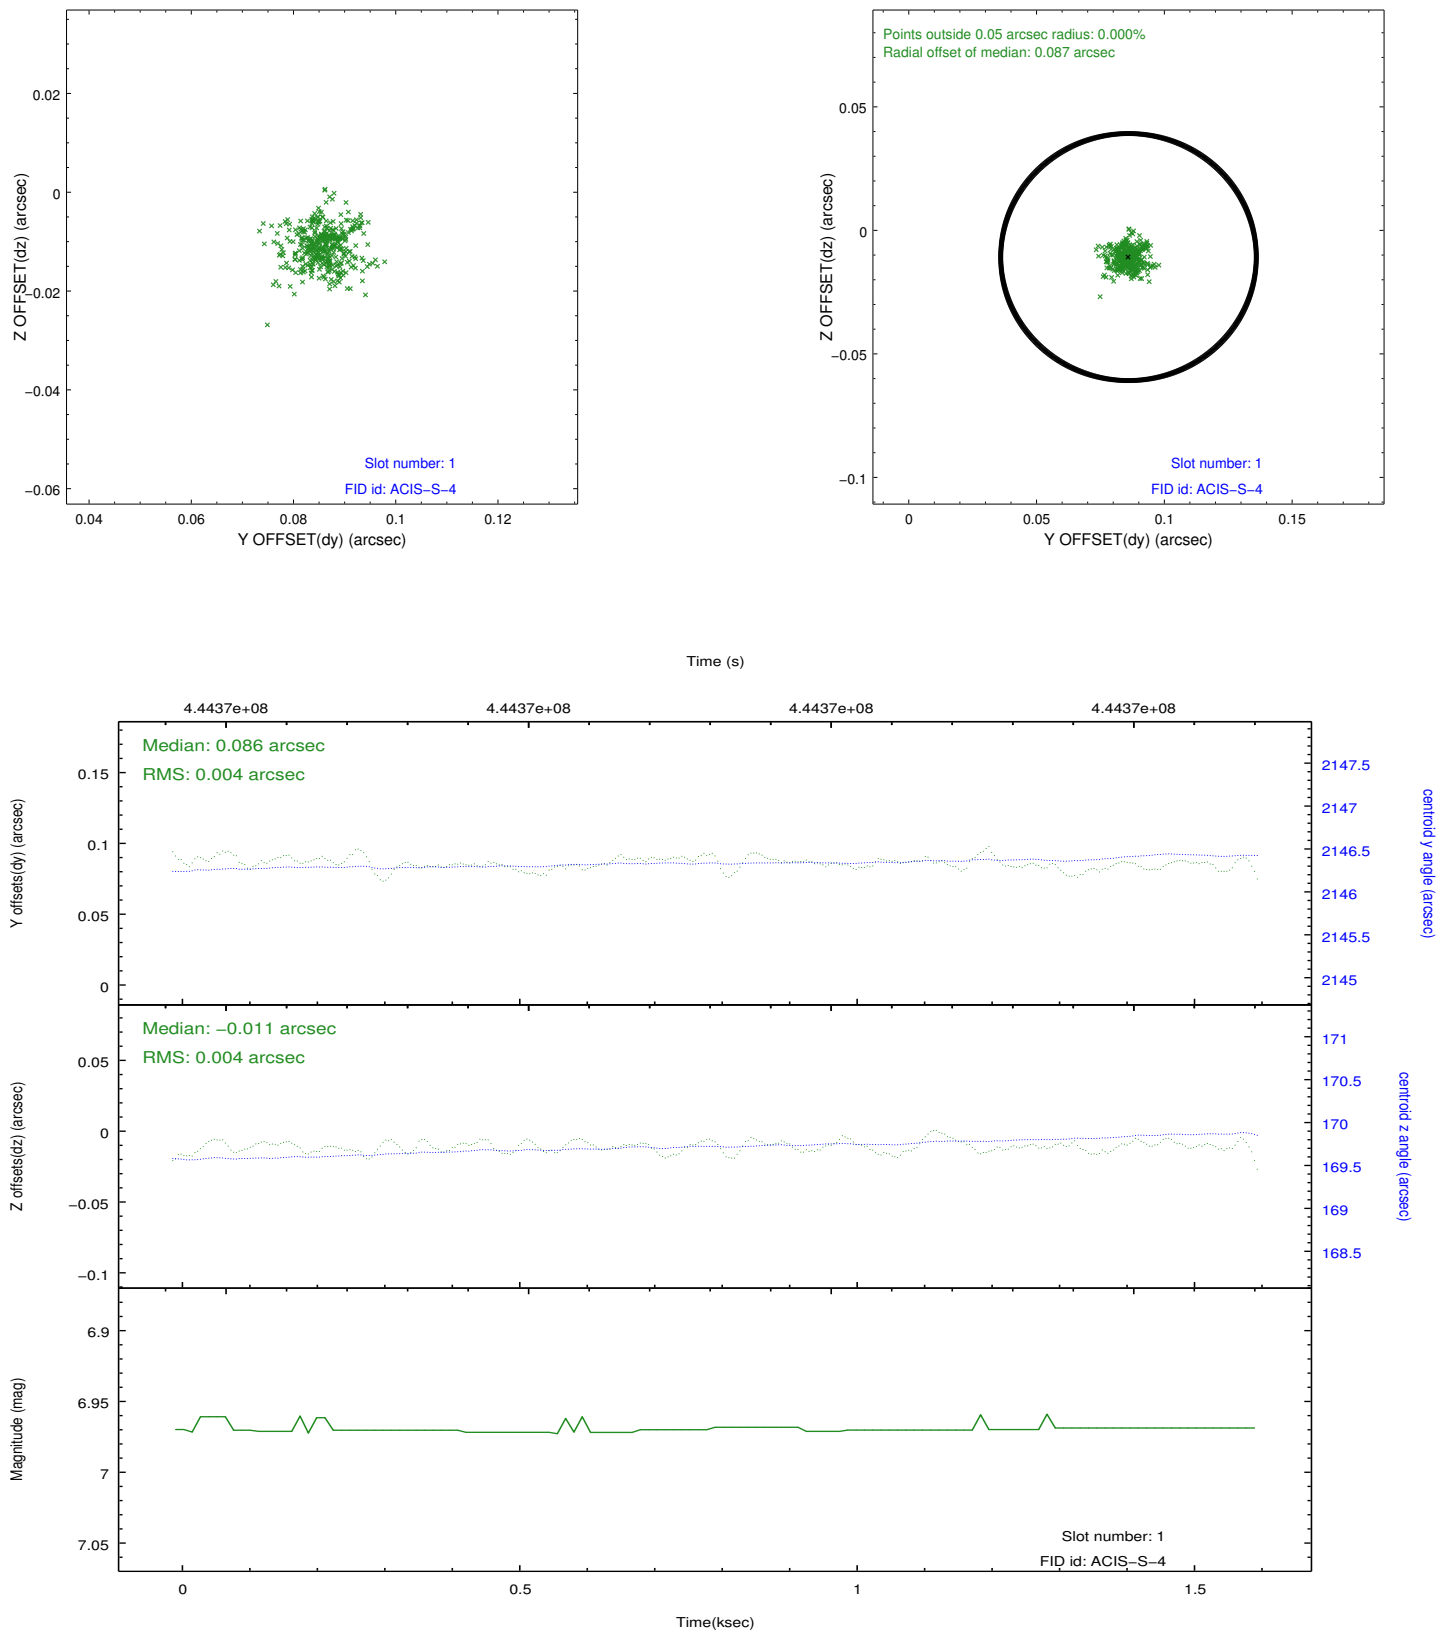 0.02
0
−0.02
−0.04
−0.06
Z OFFSET(dz) (arcsec)
Slot number: 1
FID id: ACIS−S−4
0.04
0.06
0.08
0.1
0.12
Y OFFSET(dy) (arcsec)
Points outside 0.05 arcsec radius: 0.000%
Radial offset of median: 0.087 arcsec
0.05
0
−0.05
−0.1
Z OFFSET(dz) (arcsec)
Slot number: 1
FID id: ACIS−S−4
0
0.05
0.1
0.15
Y OFFSET(dy) (arcsec)
Time (s)
4.4437e+08
4.4437e+08
4.4437e+08
4.4437e+08
Median: 0.086 arcsec
RMS: 0.004 arcsec
0.15
0.1
0.05
0
Y offsets(dy) (arcsec)
2147.5
2147
2146.5
2146
2145.5
2145
centroid y angle (arcsec)
Median: −0.011 arcsec
RMS: 0.004 arcsec
0.05
0
−0.05
−0.1
Z offsets(dz) (arcsec)
171
170.5
170
169.5
169
168.5
centroid z angle (arcsec)
6.9
6.95
7
7.05
Magnitude (mag)
Slot number: 1
FID id: ACIS−S−4
0
0.5
1
1.5
Time(ksec)